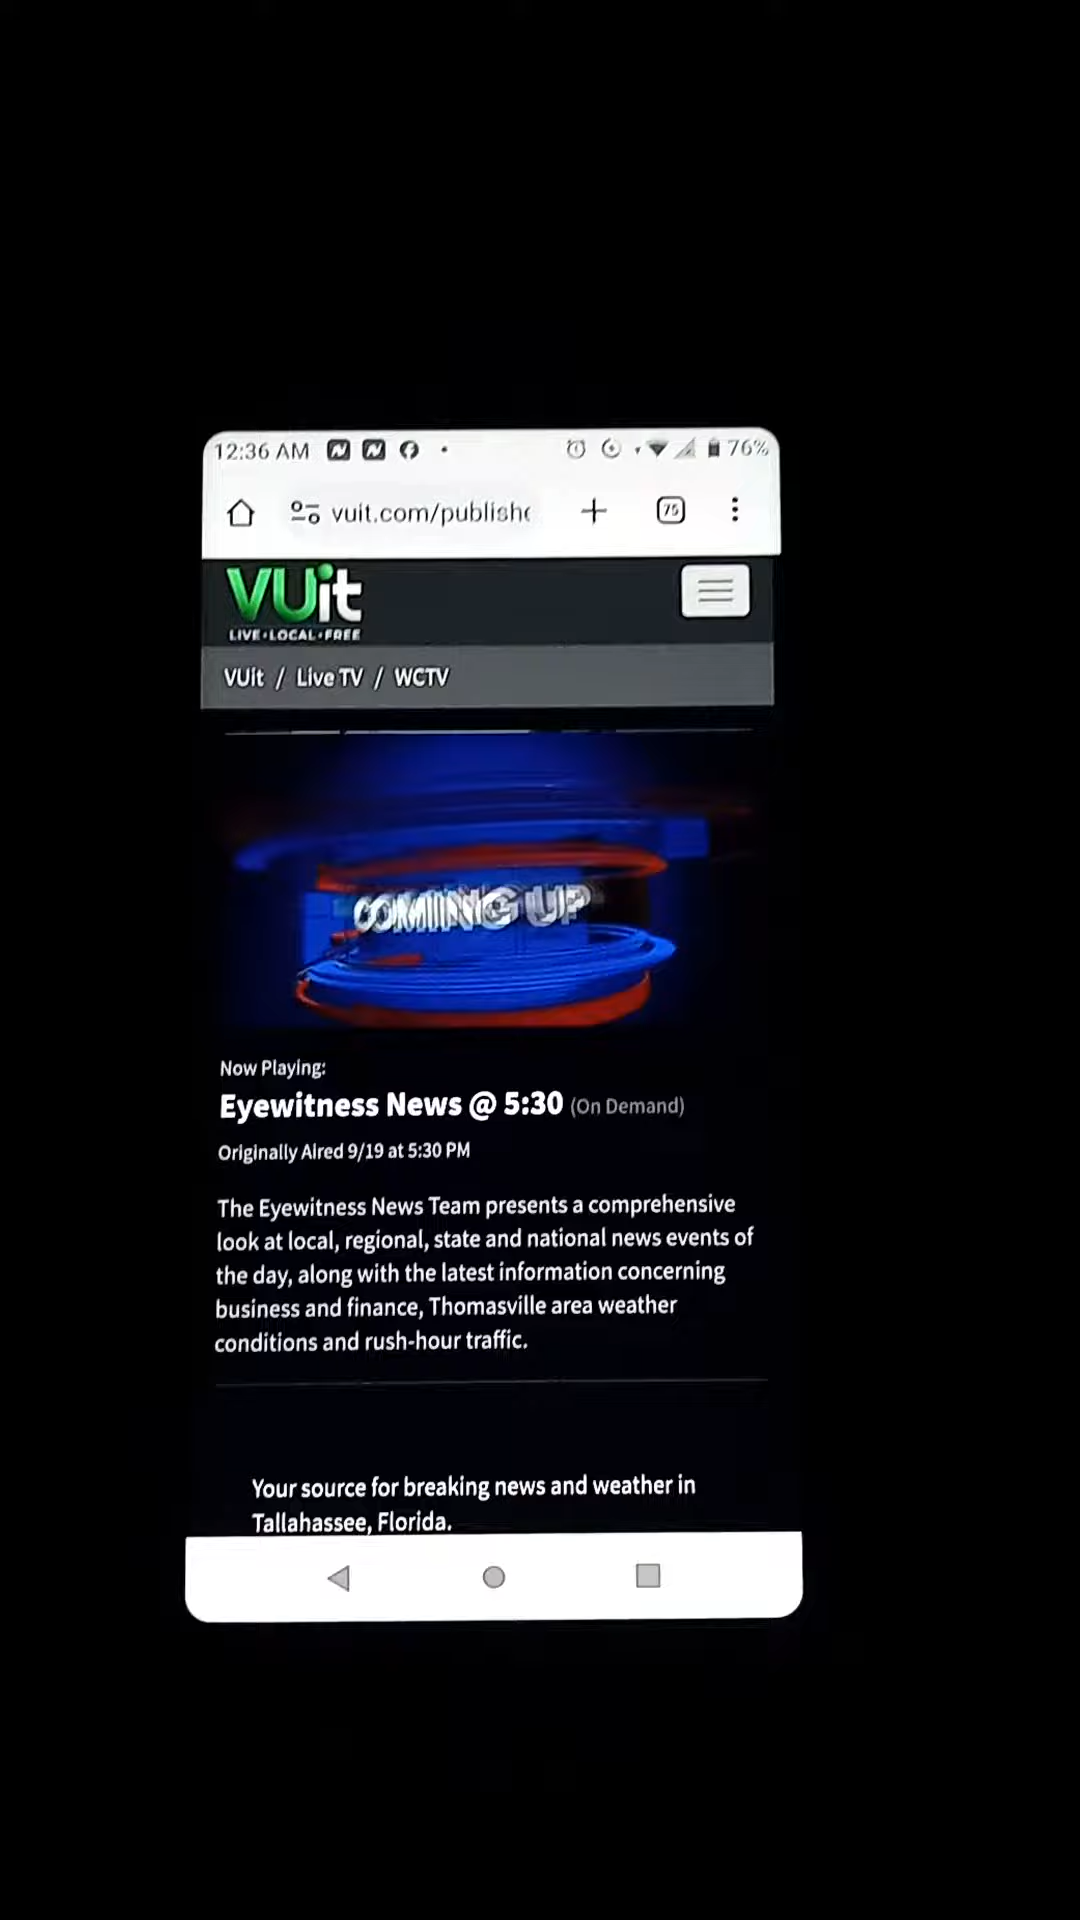 12:36 AM 76%
vuit.com/publishe 75
VUit
LIVE•LOCAL•FREE
VUit / Live TV / WCTV
COMING UP
Now Playing:
Eyewitness News @ 5:30 (On Demand)
Originally Aired 9/19 at 5:30 PM
The Eyewitness News Team presents a comprehensive
look at local, regional, state and national news events of
the day, along with the latest information concerning
business and finance, Thomasville area weather
conditions and rush-hour traffic.
Your source for breaking news and weather in
Tallahassee, Florida.